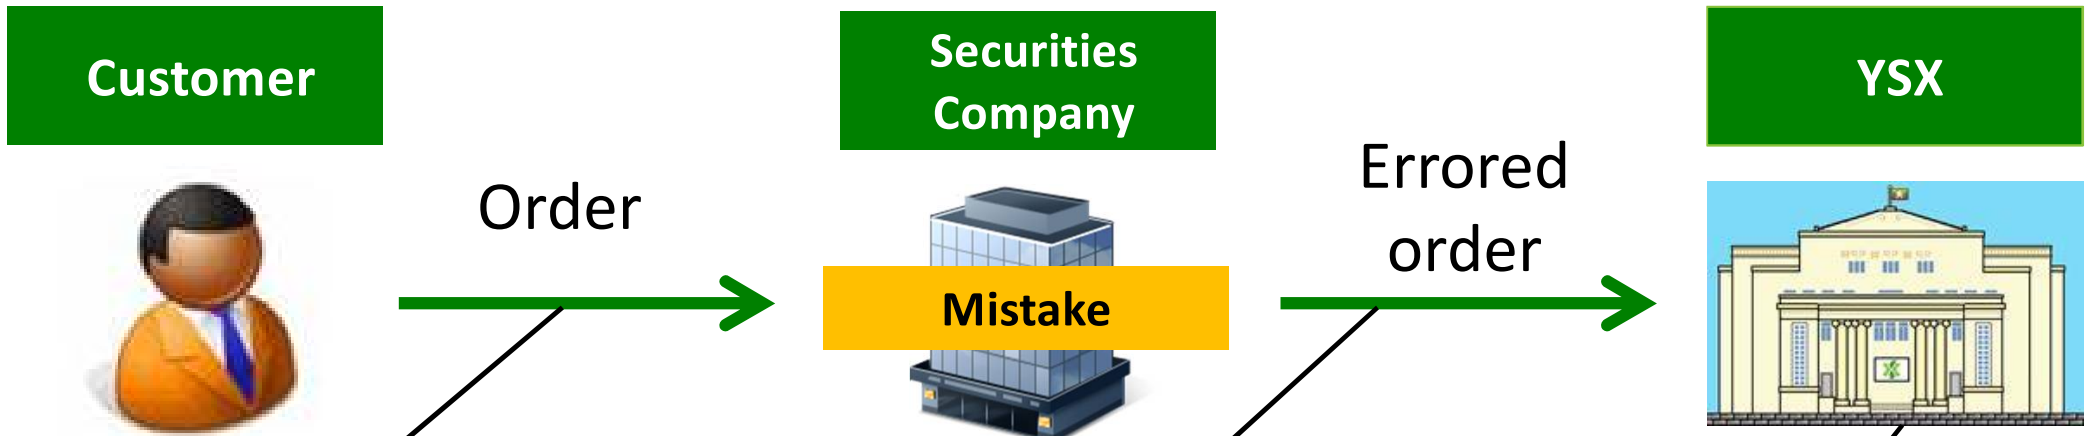 Customer
Securities
Company
YSX
Order
Errored
order
Mistake